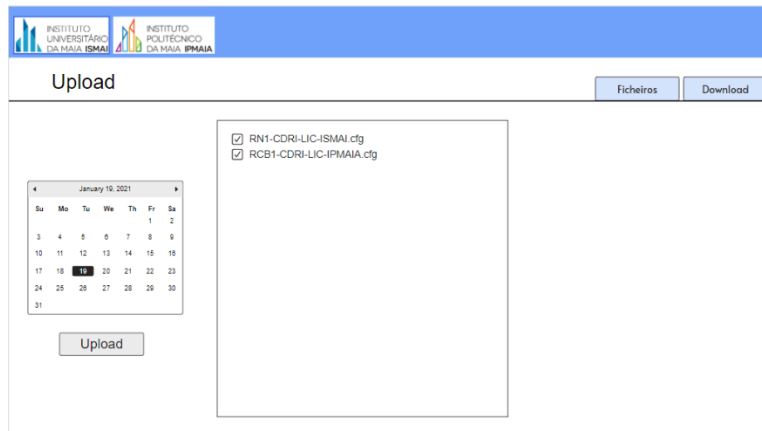 INSTITUTO
UNIVERSITÁRIO
DA MAIA ISMAI
INSTITUTO
POLITÉCNICO
DA MAIA IPMAIA
Upload
Ficheiros
Download
RN1-CDRI-LIC-ISMAI.cfg
RCB1-CDRI-LIC-IPMAIA.cfg
January 19, 2021
Su Mo Tu We Th Fr Sa
1 2
3 4 5 6 7 8 9
10 11 12 13 14 15 16
17 18 19 20 21 22 23
24 25 26 27 28 29 30
31
Upload